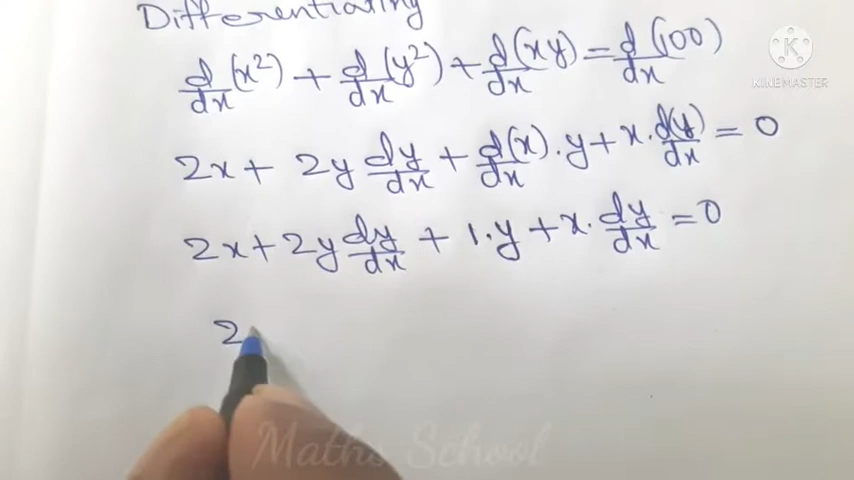 Differentiating
d/dx (x²) + d/dx (y²) + d/dx (xy) = d/dx (100)
2x + 2y dy/dx + d(x)/dx . y + x . d(y)/dx = 0
2x + 2y dy/dx + 1.y + x . dy/dx = 0
2
KINEMASTER
Maths School